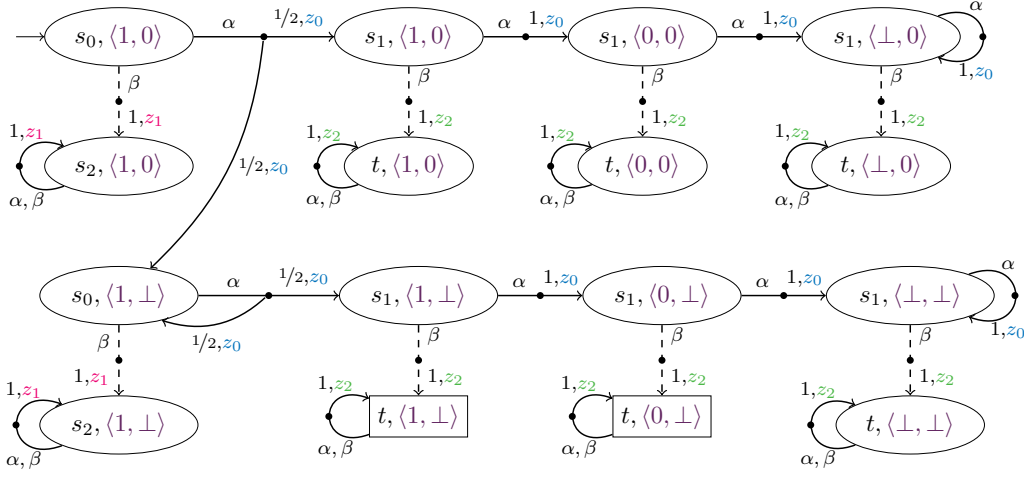 α 1/2,z₀ α 1,z₀ α 1,z₀ α
s₀, ⟨1, 0⟩ s₁, ⟨1, 0⟩ s₁, ⟨0, 0⟩ s₁, ⟨⊥, 0⟩
1,z₀
β β β β
1,z₁ 1,z₂ 1,z₂ 1,z₂
1,z₁ 1,z₂ 1,z₂ 1,z₂
s₂, ⟨1, 0⟩ t, ⟨1, 0⟩ t, ⟨0, 0⟩ t, ⟨⊥, 0⟩
α, β α, β α, β α, β
1/2,z₀
α 1/2,z₀ α 1,z₀ α 1,z₀ α
s₀, ⟨1, ⊥⟩ s₁, ⟨1, ⊥⟩ s₁, ⟨0, ⊥⟩ s₁, ⟨⊥, ⊥⟩
1/2,z₀ 1,z₀
β β β β
1,z₁ 1,z₂ 1,z₂ 1,z₂
1,z₁ 1,z₂ 1,z₂ 1,z₂
s₂, ⟨1, ⊥⟩ t, ⟨1, ⊥⟩ t, ⟨0, ⊥⟩ t, ⟨⊥, ⊥⟩
α, β α, β α, β α, β